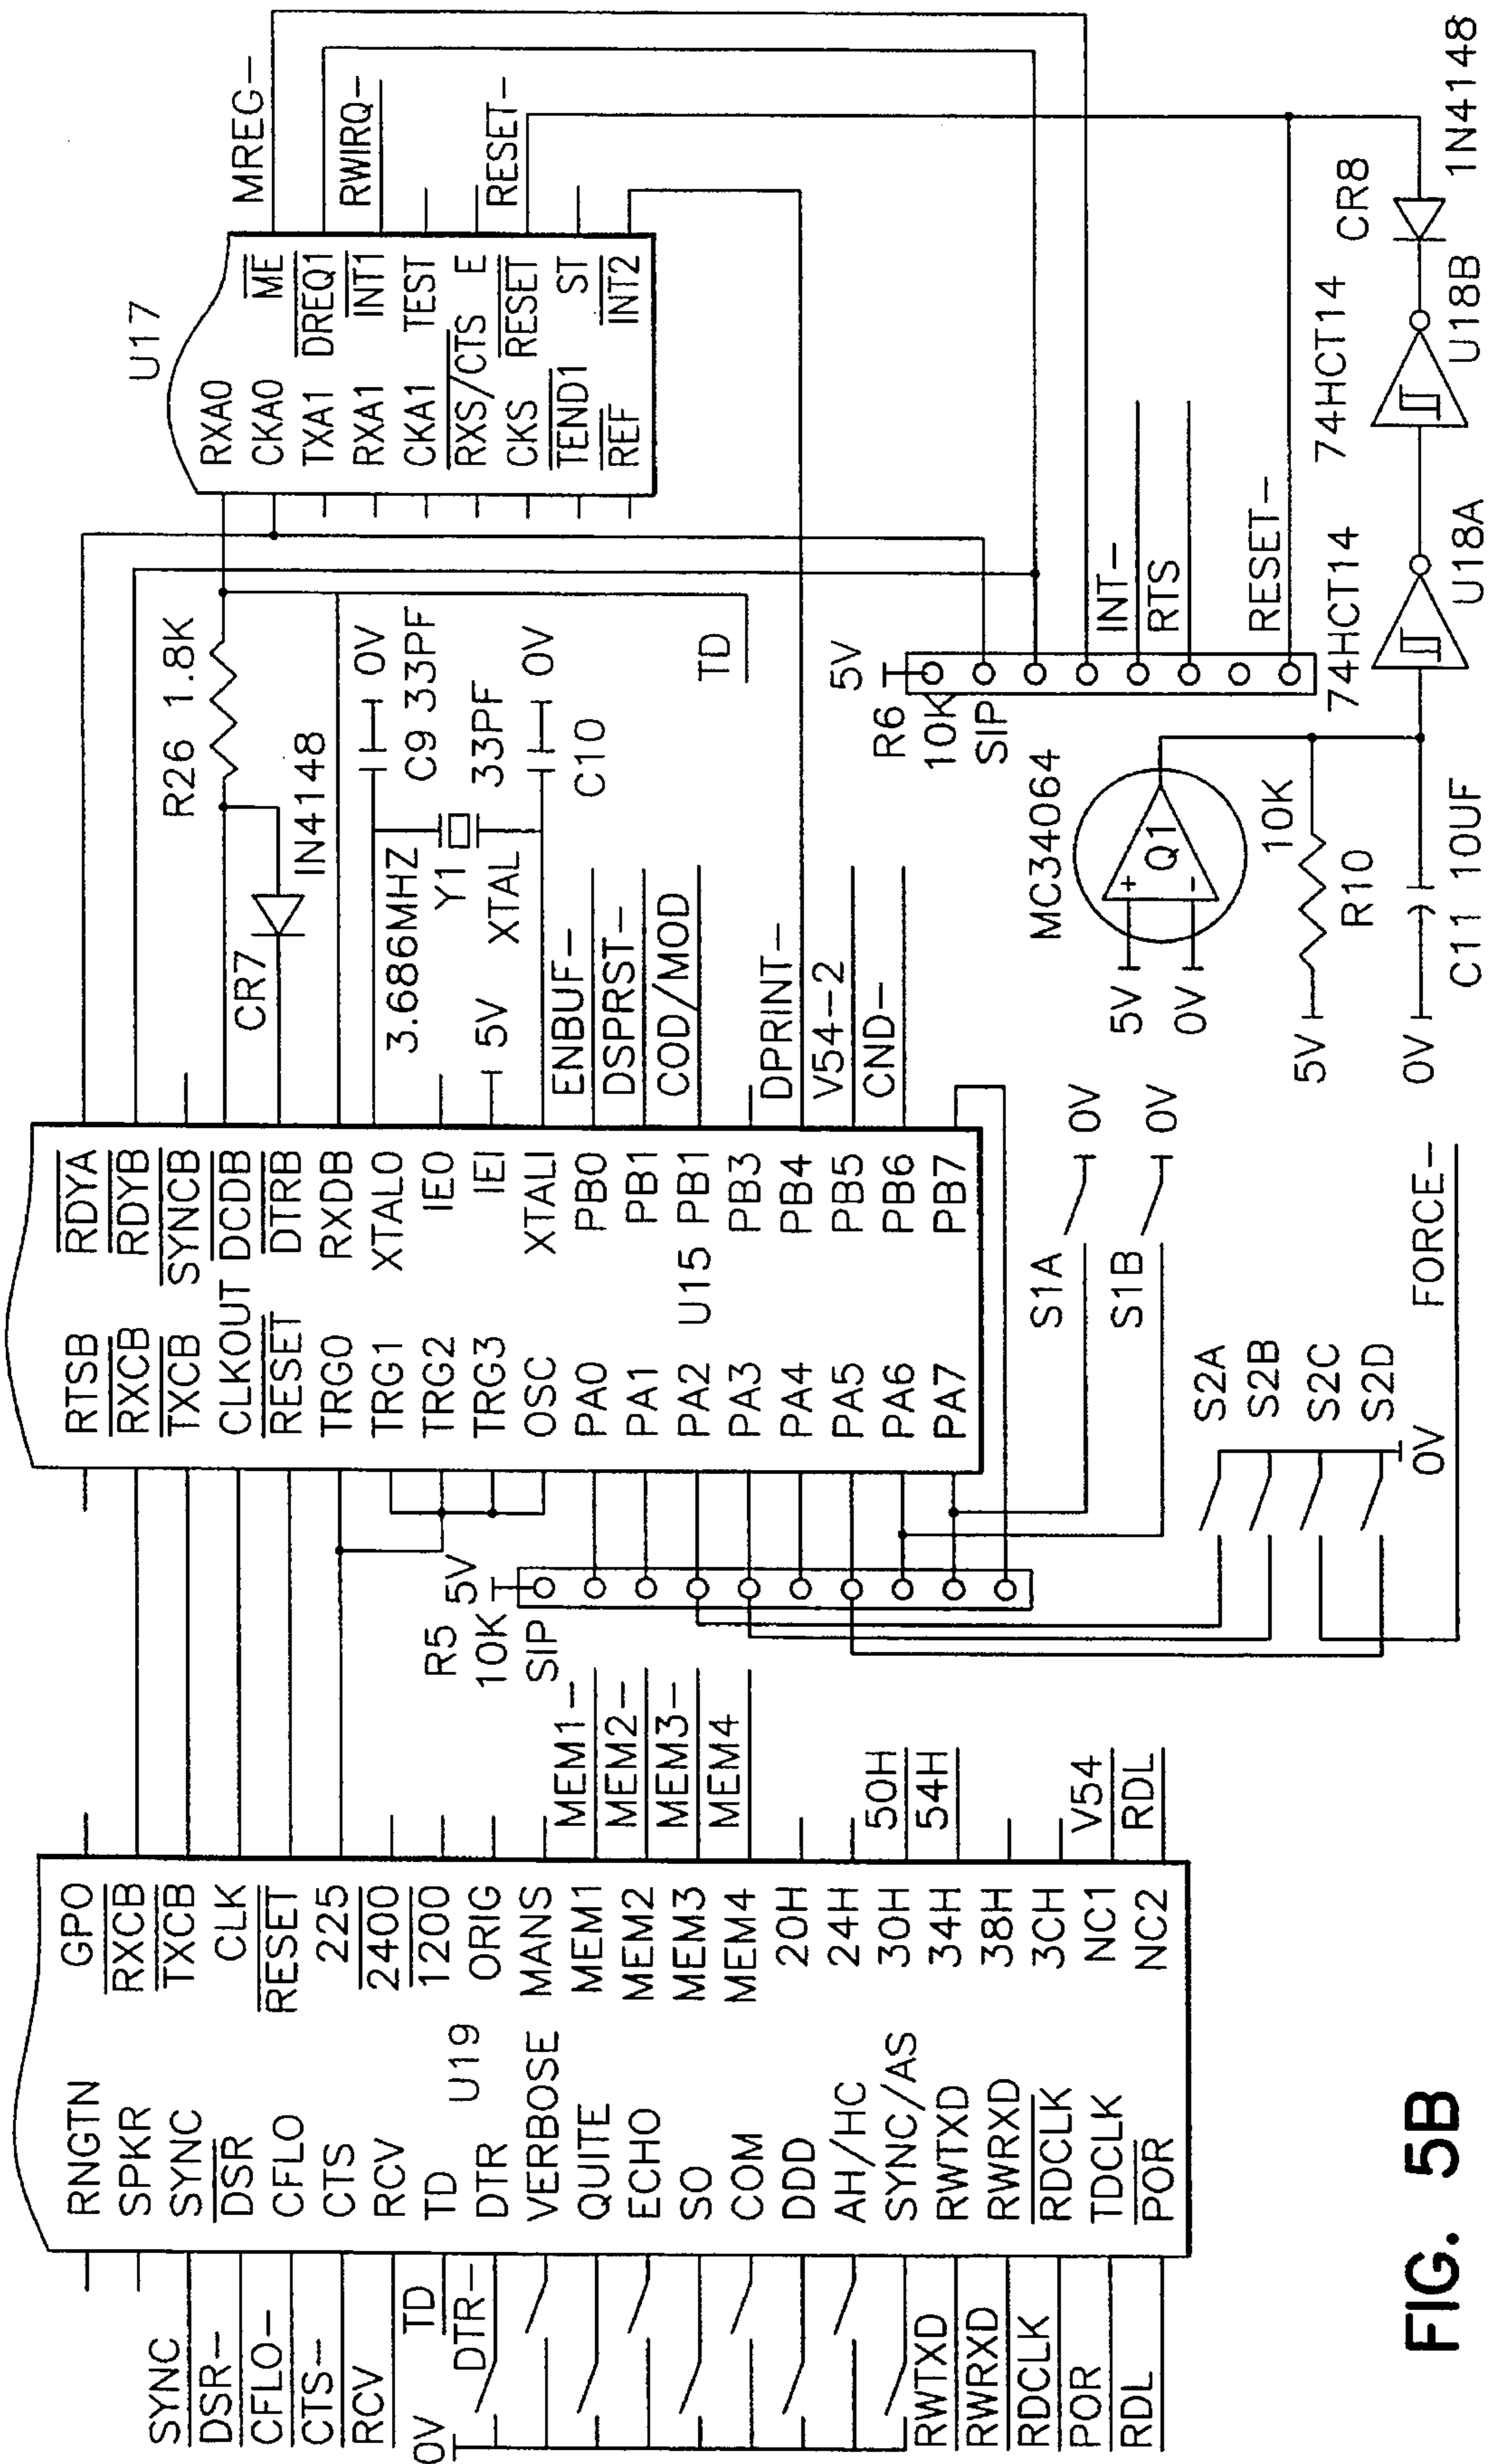 RNGTN
SPKR
SYNC
DSR
CFLO
CTS
RCV
TD
DTR
VERBOSE
QUITE
ECHO
SO
COM
DDD
AH/HC
SYNC/AS
RWTXD
RWRXD
RDCLK
TDCLK
POR
SYNC
DSR-
CFLO-
CTS-
RCV
TD
DTR-
0V
RWTXD
RWRXD
RDCLK
POR
RDL
U19
GPO
RXCB
TXCB
CLK
RESET
225
2400
1200
ORIG
MANS
MEM1
MEM2
MEM3
MEM4
20H
24H
30H
34H
38H
3CH
NC1
NC2
MEM1-
MEM2-
MEM3-
MEM4
50H
54H
V54
RDL
R5 5V
10K
SIP
RTSB
RXCB
TXCB
CLKOUT
RESET
TRG0
TRG1
TRG2
TRG3
OSC
PA0
PA1
PA2
PA3
PA4
PA5
PA6
PA7
U15
RDYA
RDYB
SYNCB
DCDB
DTRB
RXDB
XTALO
IEO
IEI
XTALI
PB0
PB1
PB1
PB3
PB4
PB5
PB6
PB7
S1A
0V
S1B
0V
S2A
S2B
S2C
S2D
0V
FORCE-
R26 1.8K
CR7
IN4148
3.686MHZ
0V
C9 33PF
Y1
XTAL
33PF
5V
0V
C10
ENBUF-
DSPRST-
COD/MOD
TD
DPRINT-
V54-2
CND-
U17
RXA0
CKA0
TXA1
RXA1
CKA1
RXS/CTS
CKS
TEND1
REF
ME
DREQ1
INT1
TEST
E
RESET
ST
INT2
MREG-
RWIRQ-
RESET-
5V
R6
10K
SIP
INT-
RTS
RESET-
MC34064
Q1
+
-
5V
0V
10K
R10
5V
0V
C11 10UF
74HCT14
U18A
74HCT14
U18B
CR8
1N4148
FIG. 5B